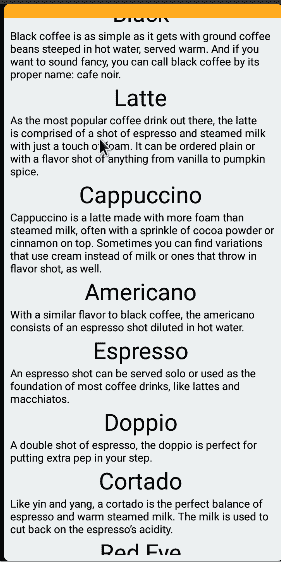 Black
Black coffee is as simple as it gets with ground coffee
beans steeped in hot water, served warm. And if you
want to sound fancy, you can call black coffee by its
proper name: cafe noir.
Latte
As the most popular coffee drink out there, the latte
is comprised of a shot of espresso and steamed milk
with just a touch of foam. It can be ordered plain or
with a flavor shot of anything from vanilla to pumpkin
spice.
Cappuccino
Cappuccino is a latte made with more foam than
steamed milk, often with a sprinkle of cocoa powder or
cinnamon on top. Sometimes you can find variations
that use cream instead of milk or ones that throw in
flavor shot, as well.
Americano
With a similar flavor to black coffee, the americano
consists of an espresso shot diluted in hot water.
Espresso
An espresso shot can be served solo or used as the
foundation of most coffee drinks, like lattes and
macchiatos.
Doppio
A double shot of espresso, the doppio is perfect for
putting extra pep in your step.
Cortado
Like yin and yang, a cortado is the perfect balance of
espresso and warm steamed milk. The milk is used to
cut back on the espresso's acidity.
Red Eye